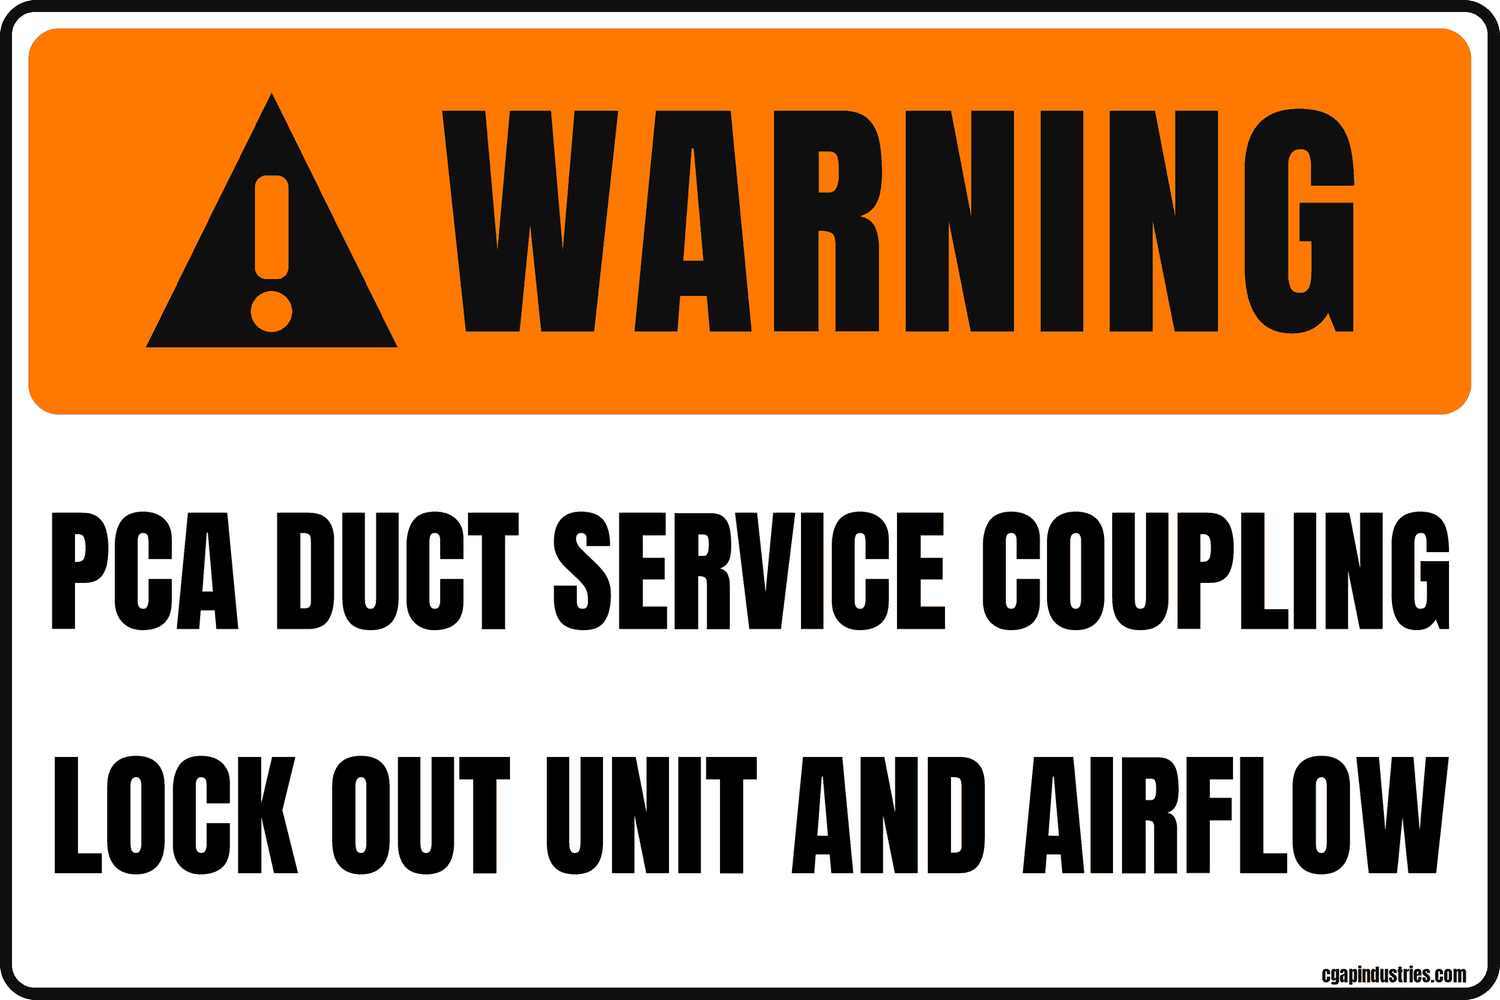 WARNING
PCA DUCT SERVICE COUPLING
LOCK OUT UNIT AND AIRFLOW
cgapindustries.com